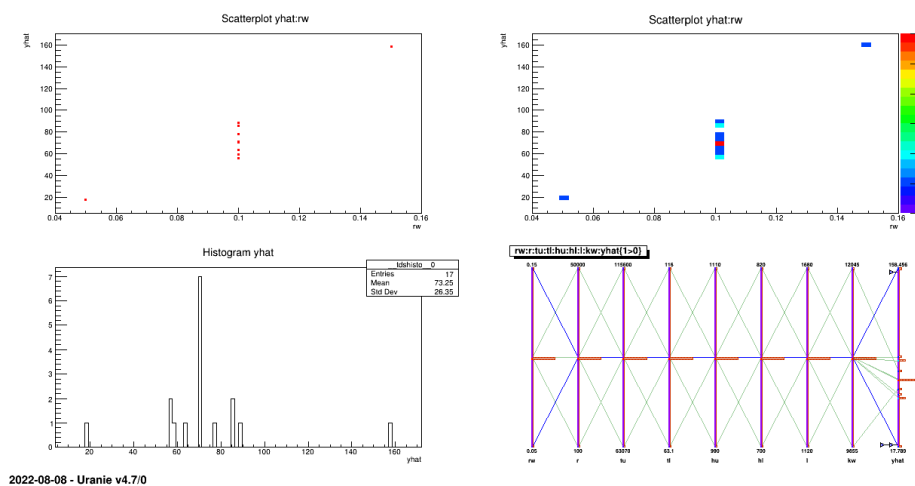 Scatterplot yhat:rw
yhat
160
140
120
100
80
60
40
20
0.04 0.06 0.08 0.1 0.12 0.14 0.16
rw
Scatterplot yhat:rw
yhat
160
140
120
100
80
60
40
20
0.04 0.06 0.08 0.1 0.12 0.14 0.16
rw
Histogram yhat
__tdshisto__0
Entries 17
Mean 73.25
Std Dev 26.35
7
6
5
4
3
2
1
0
20 40 60 80 100 120 140 160
yhat
rw:r:tu:tl:hu:hl:l:kw:yhat{1>0}
0.15 50000 115600 116 1110 820 1680 12045 158.456
0.05 100 63070 63.1 990 700 1120 9855 17.789
rw r tu tl hu hl l kw yhat
2022-08-08 - Uranie v4.7/0